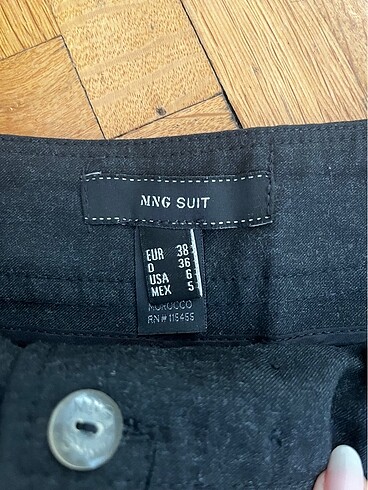 MNG SUIT
EUR 38
D 36
USA 6
MEX 5
MOROCCO
RN# 115455